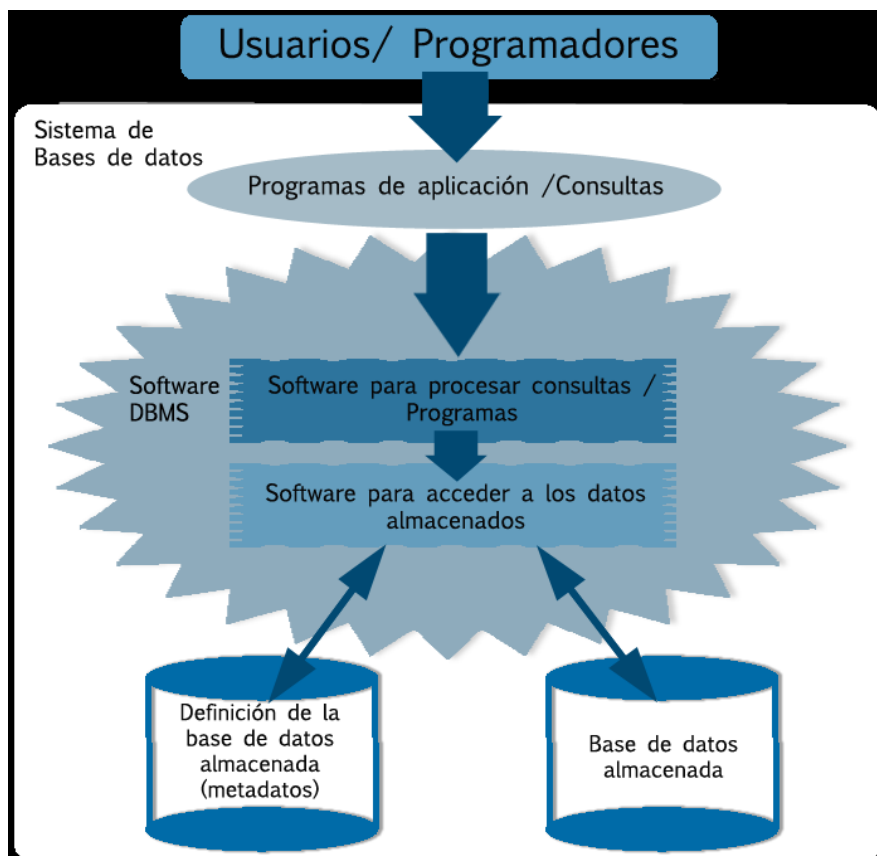 Usuarios/ Programadores
Sistema de
Bases de datos
Programas de aplicación /Consultas
Software
DBMS
Software para procesar consultas /
Programas
Software para acceder a los datos
almacenados
Definición de la
base de datos
almacenada
(metadatos)
Base de datos
almacenada